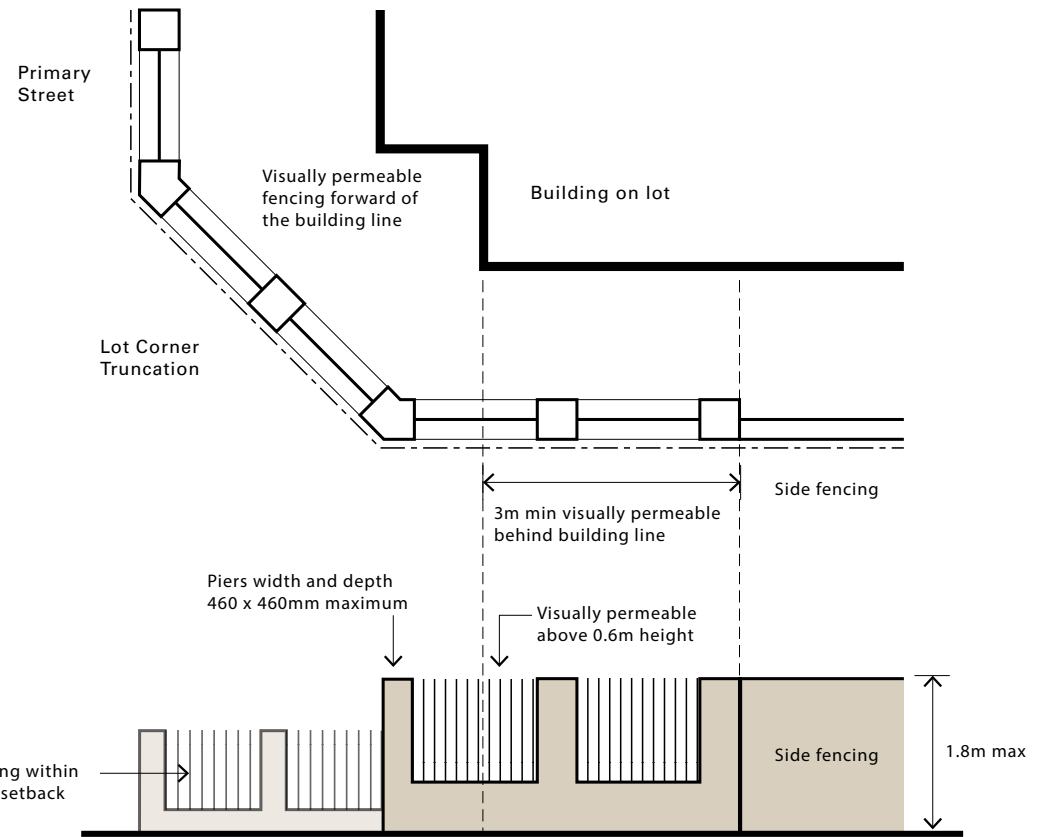 Primary
Street
Visually permeable
fencing forward of
the building line
Building on lot
Lot Corner
Truncation
Side fencing
3m min visually permeable
behind building line
Piers width and depth
460 x 460mm maximum
Visually permeable
above 0.6m height
Side fencing
1.8m max
within
setback